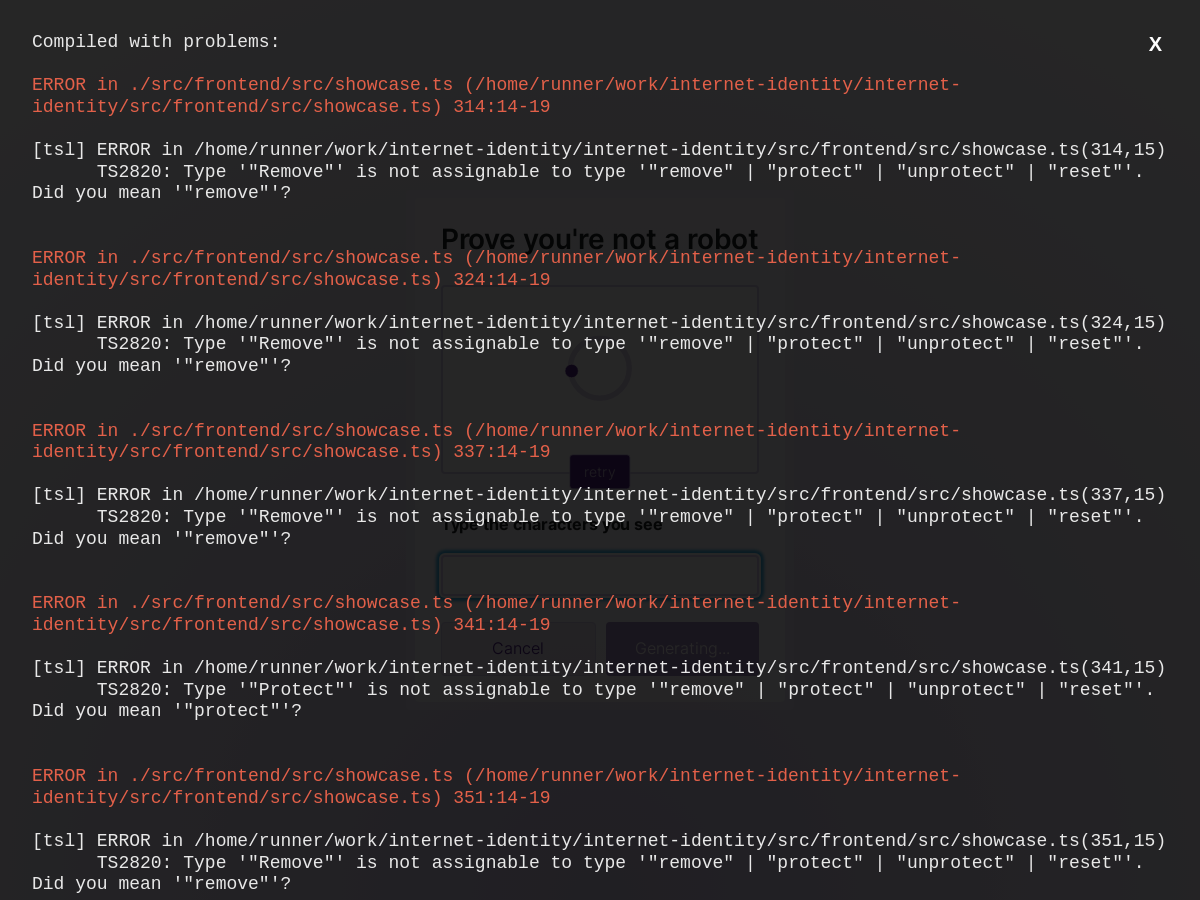 Compiled with problems:
X
ERROR in ./src/frontend/src/showcase.ts (/home/runner/work/internet-identity/internet-
identity/src/frontend/src/showcase.ts) 314:14-19
[tsl] ERROR in /home/runner/work/internet-identity/internet-identity/src/frontend/src/showcase.ts(314,15)
TS2820: Type '"Remove"' is not assignable to type '"remove" | "protect" | "unprotect" | "reset"'.
Did you mean '"remove"'?
Prove you're not a robot
ERROR in ./src/frontend/src/showcase.ts (/home/runner/work/internet-identity/internet-
identity/src/frontend/src/showcase.ts) 324:14-19
[tsl] ERROR in /home/runner/work/internet-identity/internet-identity/src/frontend/src/showcase.ts(324,15)
TS2820: Type '"Remove"' is not assignable to type '"remove" | "protect" | "unprotect" | "reset"'.
Did you mean '"remove"'?
ERROR in ./src/frontend/src/showcase.ts (/home/runner/work/internet-identity/internet-
identity/src/frontend/src/showcase.ts) 337:14-19
retry
[tsl] ERROR in /home/runner/work/internet-identity/internet-identity/src/frontend/src/showcase.ts(337,15)
TS2820: Type '"Remove"' is not assignable to type '"remove" | "protect" | "unprotect" | "reset"'.
Type the characters you see
Did you mean '"remove"'?
ERROR in ./src/frontend/src/showcase.ts (/home/runner/work/internet-identity/internet-
identity/src/frontend/src/showcase.ts) 341:14-19
Cancel
Generating...
[tsl] ERROR in /home/runner/work/internet-identity/internet-identity/src/frontend/src/showcase.ts(341,15)
TS2820: Type '"Protect"' is not assignable to type '"remove" | "protect" | "unprotect" | "reset"'.
Did you mean '"protect"'?
ERROR in ./src/frontend/src/showcase.ts (/home/runner/work/internet-identity/internet-
identity/src/frontend/src/showcase.ts) 351:14-19
[tsl] ERROR in /home/runner/work/internet-identity/internet-identity/src/frontend/src/showcase.ts(351,15)
TS2820: Type '"Remove"' is not assignable to type '"remove" | "protect" | "unprotect" | "reset"'.
Did you mean '"remove"'?